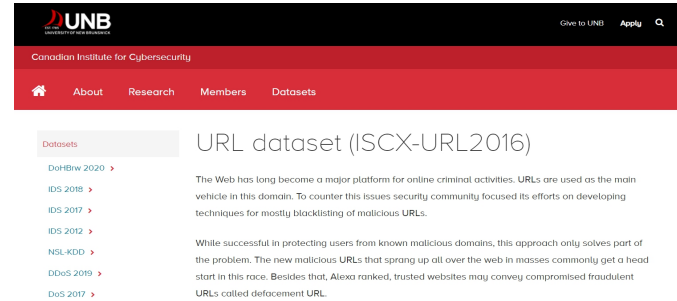 UNB
EST. 1785
UNIVERSITY OF NEW BRUNSWICK
Give to UNB Apply
Canadian Institute for Cybersecurity
About Research Members Datasets
Datasets
DoHBrw 2020 >
IDS 2018 >
IDS 2017 >
IDS 2012 >
NSL-KDD >
DDoS 2019 >
DoS 2017 >
URL dataset (ISCX-URL2016)
The Web has long become a major platform for online criminal activities. URLs are used as the main
vehicle in this domain. To counter this issues security community focused its efforts on developing
techniques for mostly blacklisting of malicious URLs.
While successful in protecting users from known malicious domains, this approach only solves part of
the problem. The new malicious URLs that sprang up all over the web in masses commonly get a head
start in this race. Besides that, Alexa ranked, trusted websites may convey compromised fraudulent
URLs called defacement URL.